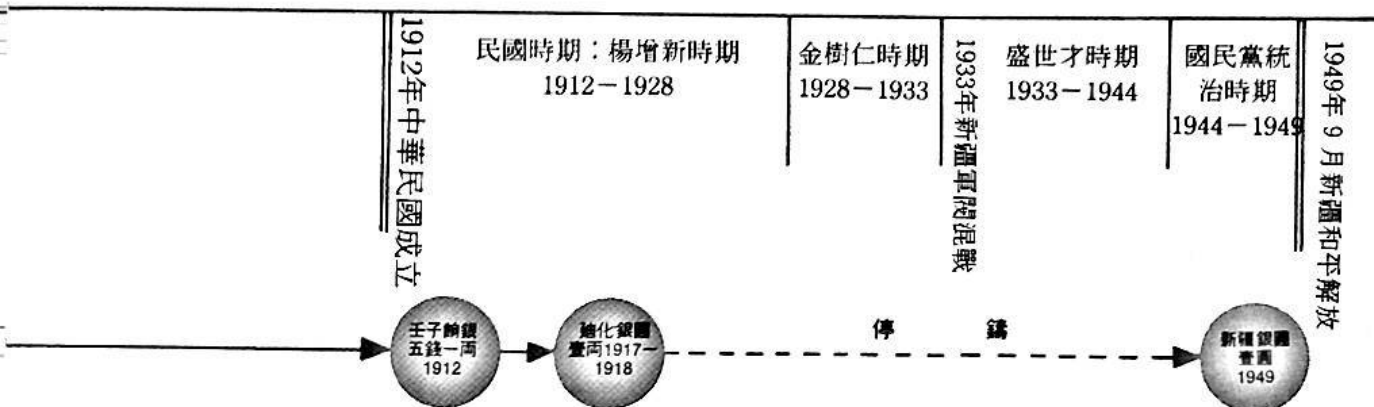 1912年中華民國成立
民國時期：楊增新時期
1912－1928
金樹仁時期
1928－1933
1933年新疆軍閥混戰
盛世才時期
1933－1944
國民黨統
治時期
1944－1949
1949年9月新疆和平解放
壬子餉銀
五錢一両
1912
廸化銀圓
壹両1917－
1918
停 鑄
新疆銀圓
壹圓
1949